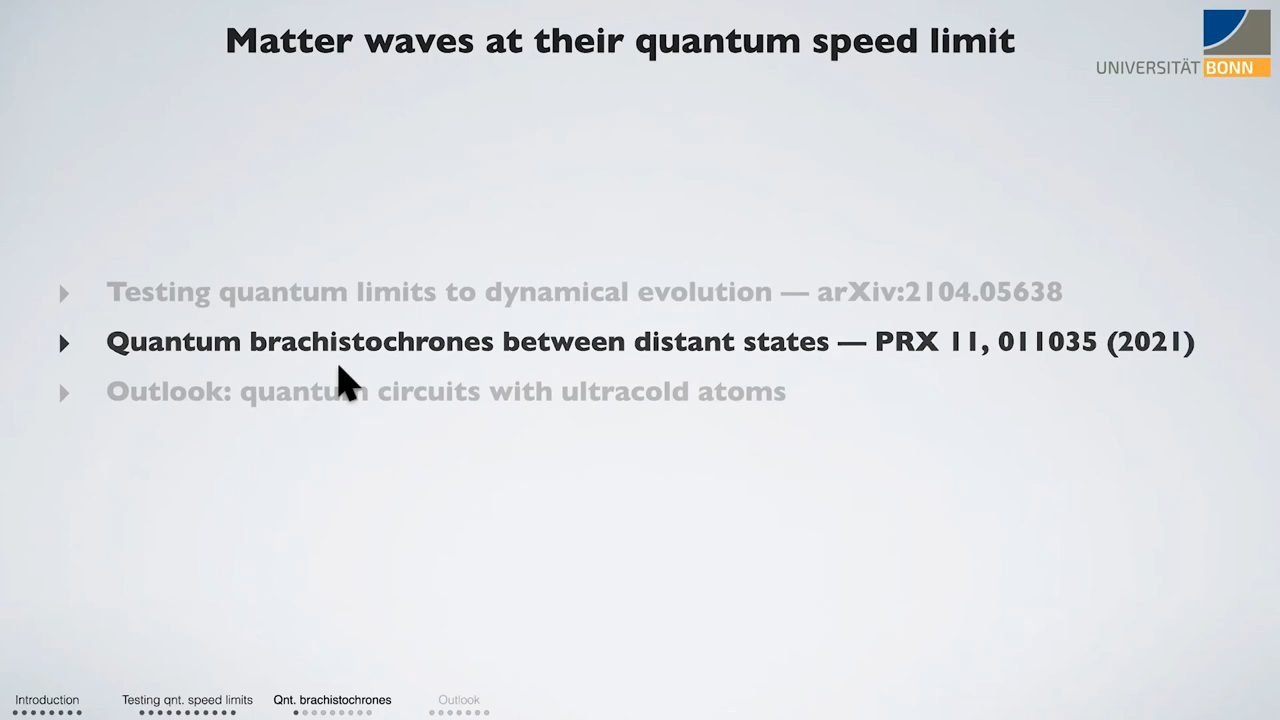 Matter waves at their quantum speed limit
UNIVERSITÄT BONN
Testing quantum limits to dynamical evolution — arXiv:2104.05638
Quantum brachistochrones between distant states — PRX 11, 011035 (2021)
Outlook: quantum circuits with ultracold atoms
Introduction
Testing qnt. speed limits
Qnt. brachistochrones
Outlook